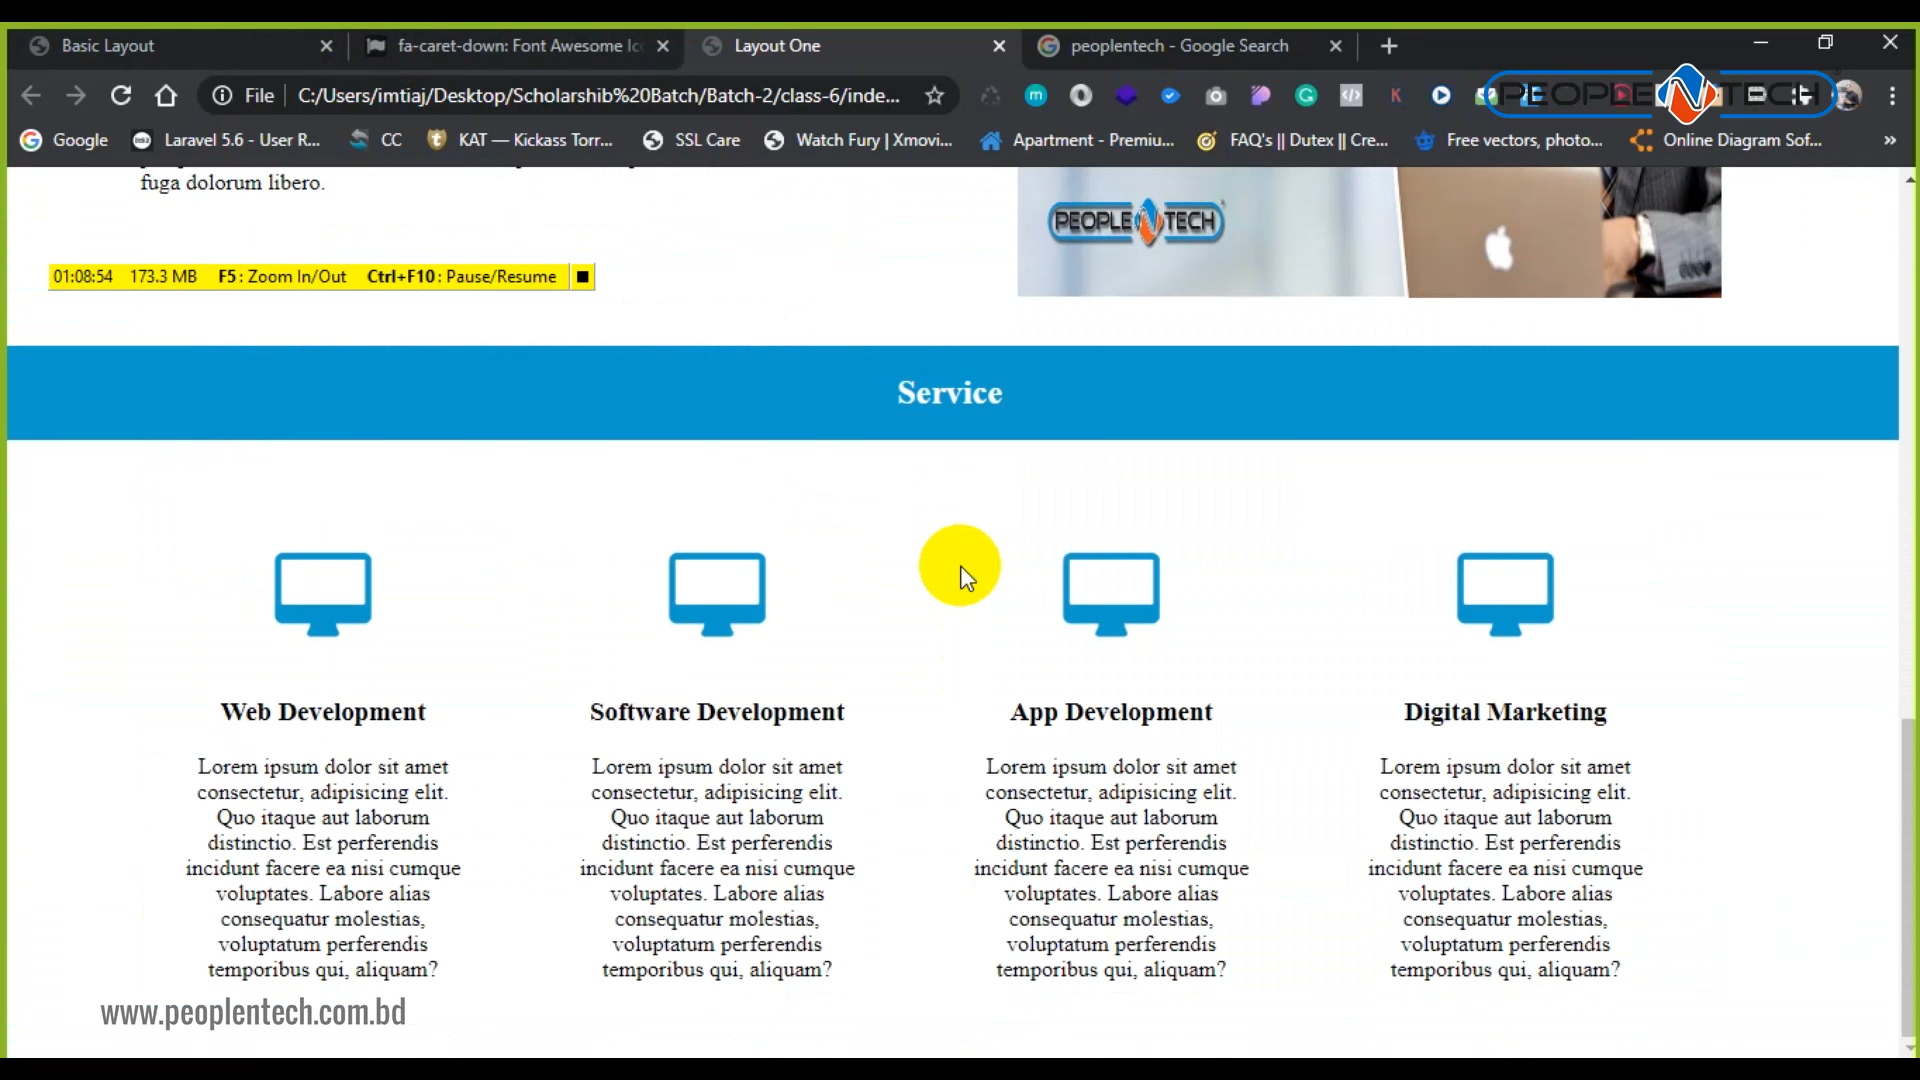 Basic Layout
fa-caret-down: Font Awesome Ic
Layout One
peoplentech - Google Search
File
C:/Users/imtiaj/Desktop/Scholarshib%20Batch/Batch-2/class-6/inde...
PEOPLE N TECH
Google
Laravel 5.6 - User R...
CC
KAT — Kickass Torr...
SSL Care
Watch Fury | Xmovi...
Apartment - Premiu...
FAQ's || Dutex || Cre...
Free vectors, photo...
Online Diagram Sof...
»
fuga dolorum libero.
PEOPLE N TECH
01:08:54 173.3 MB F5: Zoom In/Out Ctrl+F10: Pause/Resume
Service
Web Development
Lorem ipsum dolor sit amet
consectetur, adipisicing elit.
Quo itaque aut laborum
distinctio. Est perferendis
incidunt facere ea nisi cumque
voluptates. Labore alias
consequatur molestias,
voluptatum perferendis
temporibus qui, aliquam?
Software Development
Lorem ipsum dolor sit amet
consectetur, adipisicing elit.
Quo itaque aut laborum
distinctio. Est perferendis
incidunt facere ea nisi cumque
voluptates. Labore alias
consequatur molestias,
voluptatum perferendis
temporibus qui, aliquam?
App Development
Lorem ipsum dolor sit amet
consectetur, adipisicing elit.
Quo itaque aut laborum
distinctio. Est perferendis
incidunt facere ea nisi cumque
voluptates. Labore alias
consequatur molestias,
voluptatum perferendis
temporibus qui, aliquam?
Digital Marketing
Lorem ipsum dolor sit amet
consectetur, adipisicing elit.
Quo itaque aut laborum
distinctio. Est perferendis
incidunt facere ea nisi cumque
voluptates. Labore alias
consequatur molestias,
voluptatum perferendis
temporibus qui, aliquam?
www.peoplentech.com.bd